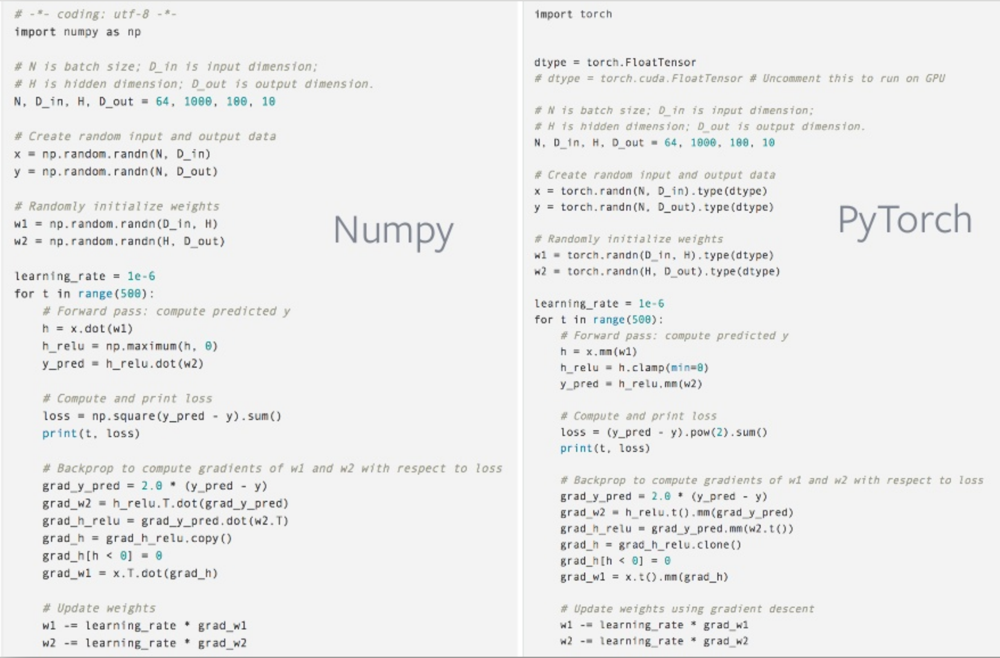 # -*- coding: utf-8 -*-
import numpy as np

# N is batch size; D_in is input dimension;
# H is hidden dimension; D_out is output dimension.
N, D_in, H, D_out = 64, 1000, 100, 10

# Create random input and output data
x = np.random.randn(N, D_in)
y = np.random.randn(N, D_out)

# Randomly initialize weights
w1 = np.random.randn(D_in, H)
w2 = np.random.randn(H, D_out)

learning_rate = 1e-6
for t in range(500):
    # Forward pass: compute predicted y
    h = x.dot(w1)
    h_relu = np.maximum(h, 0)
    y_pred = h_relu.dot(w2)

    # Compute and print loss
    loss = np.square(y_pred - y).sum()
    print(t, loss)

    # Backprop to compute gradients of w1 and w2 with respect to loss
    grad_y_pred = 2.0 * (y_pred - y)
    grad_w2 = h_relu.T.dot(grad_y_pred)
    grad_h_relu = grad_y_pred.dot(w2.T)
    grad_h = grad_h_relu.copy()
    grad_h[h < 0] = 0
    grad_w1 = x.T.dot(grad_h)

    # Update weights
    w1 -= learning_rate * grad_w1
    w2 -= learning_rate * grad_w2
Numpy
import torch

dtype = torch.FloatTensor
# dtype = torch.cuda.FloatTensor # Uncomment this to run on GPU

# N is batch size; D_in is input dimension;
# H is hidden dimension; D_out is output dimension.
N, D_in, H, D_out = 64, 1000, 100, 10

# Create random input and output data
x = torch.randn(N, D_in).type(dtype)
y = torch.randn(N, D_out).type(dtype)

# Randomly initialize weights
w1 = torch.randn(D_in, H).type(dtype)
w2 = torch.randn(H, D_out).type(dtype)

learning_rate = 1e-6
for t in range(500):
    # Forward pass: compute predicted y
    h = x.mm(w1)
    h_relu = h.clamp(min=0)
    y_pred = h_relu.mm(w2)

    # Compute and print loss
    loss = (y_pred - y).pow(2).sum()
    print(t, loss)

    # Backprop to compute gradients of w1 and w2 with respect to loss
    grad_y_pred = 2.0 * (y_pred - y)
    grad_w2 = h_relu.t().mm(grad_y_pred)
    grad_h_relu = grad_y_pred.mm(w2.t())
    grad_h = grad_h_relu.clone()
    grad_h[h < 0] = 0
    grad_w1 = x.t().mm(grad_h)

    # Update weights using gradient descent
    w1 -= learning_rate * grad_w1
    w2 -= learning_rate * grad_w2
PyTorch